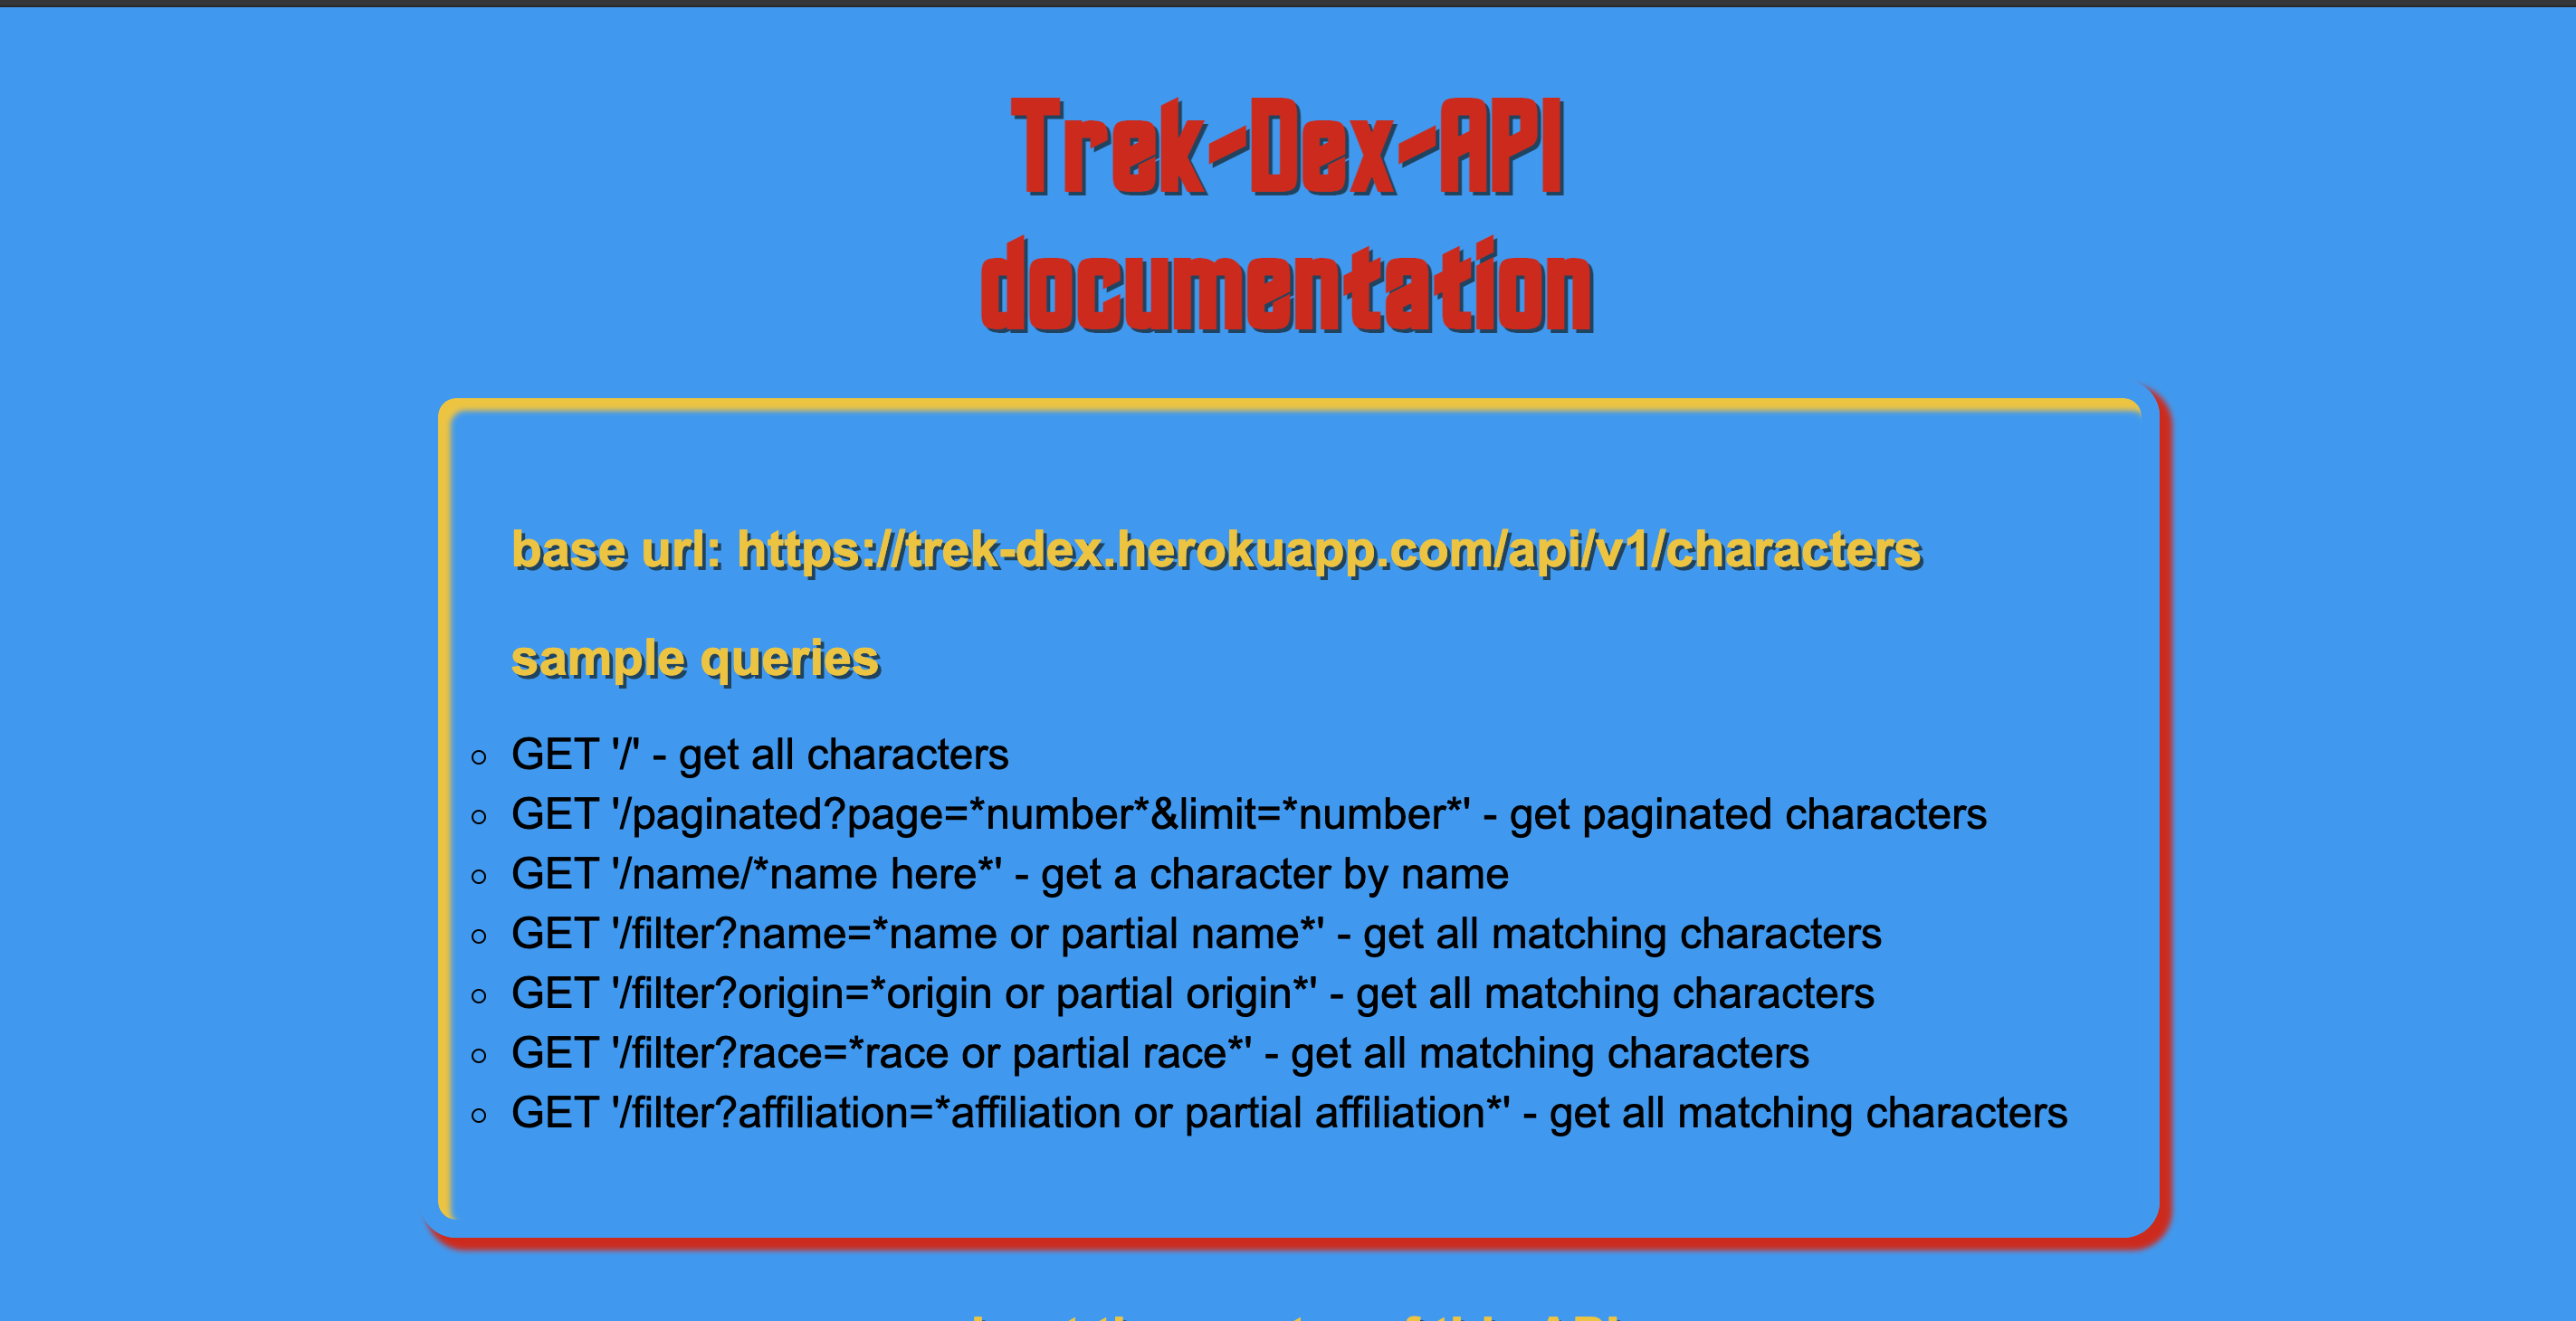 Trek-Dex-API
documentation
base url: https://trek-dex.herokuapp.com/api/v1/characters
sample queries
GET '/' - get all characters
GET '/paginated?page=*number*&limit=*number*' - get paginated characters
GET '/name/*name here*' - get a character by name
GET '/filter?name=*name or partial name*' - get all matching characters
GET '/filter?origin=*origin or partial origin*' - get all matching characters
GET '/filter?race=*race or partial race*' - get all matching characters
GET '/filter?affiliation=*affiliation or partial affiliation*' - get all matching characters
of this API